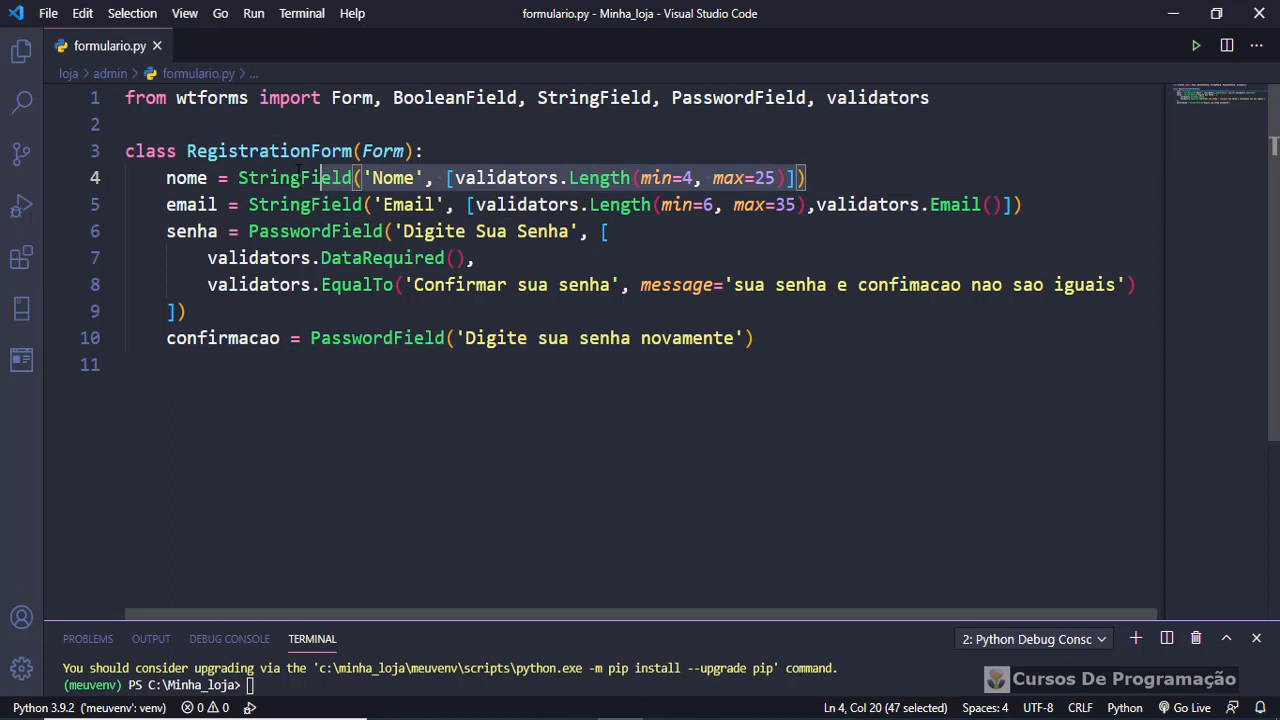 File Edit Selection View Go Run Terminal Help formulario.py - Minha_loja - Visual Studio Code
formulario.py
loja > admin > formulario.py > ...
1 from wtforms import Form, BooleanField, StringField, PasswordField, validators
2
3 class RegistrationForm(Form):
4 nome = StringField('Nome', [validators.Length(min=4, max=25)])
5 email = StringField('Email', [validators.Length(min=6, max=35),validators.Email()])
6 senha = PasswordField('Digite Sua Senha', [
7 validators.DataRequired(),
8 validators.EqualTo('Confirmar sua senha', message='sua senha e confimacao nao sao iguais')
9 ])
10 confirmacao = PasswordField('Digite sua senha novamente')
11
PROBLEMS OUTPUT DEBUG CONSOLE TERMINAL 2: Python Debug Consc
You should consider upgrading via the 'c:\minha_loja\meuvenv\scripts\python.exe -m pip install --upgrade pip' command.
(meuvenv) PS C:\Minha_loja>
Cursos De Programação
Python 3.9.2 ('meuvenv': venv) 0 0 Ln 4, Col 20 (47 selected) Spaces: 4 UTF-8 CRLF Python Go Live